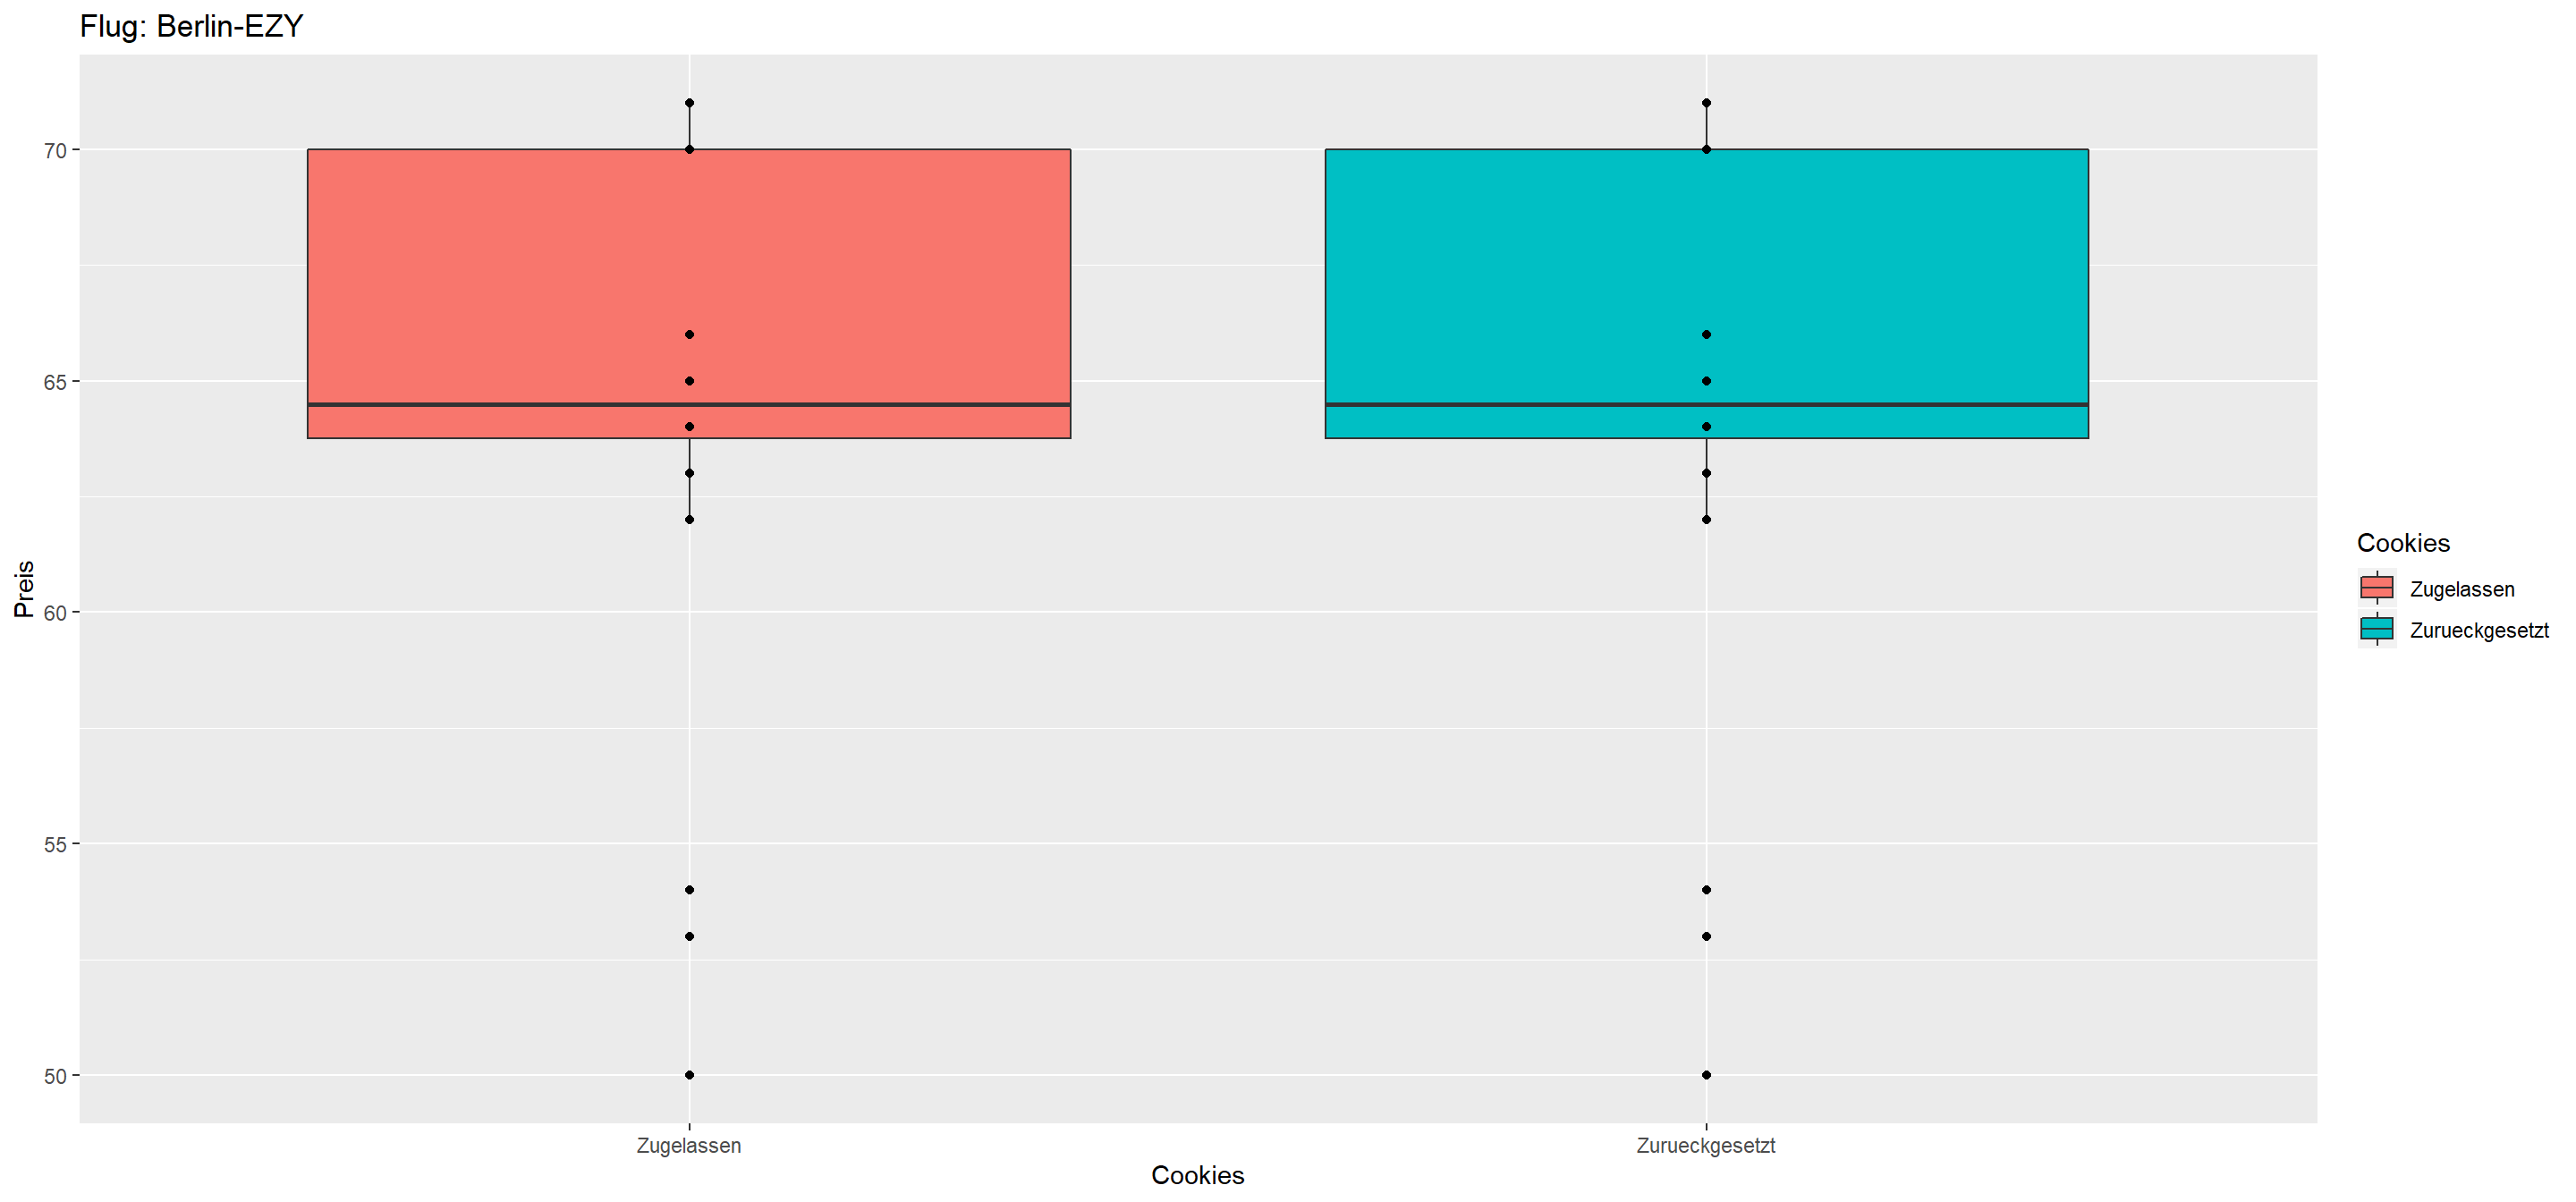 Flug: Berlin-EZY
Preis
70
65
60
55
50
Zugelassen
Zurueckgesetzt
Cookies
Cookies
Zugelassen
Zurueckgesetzt